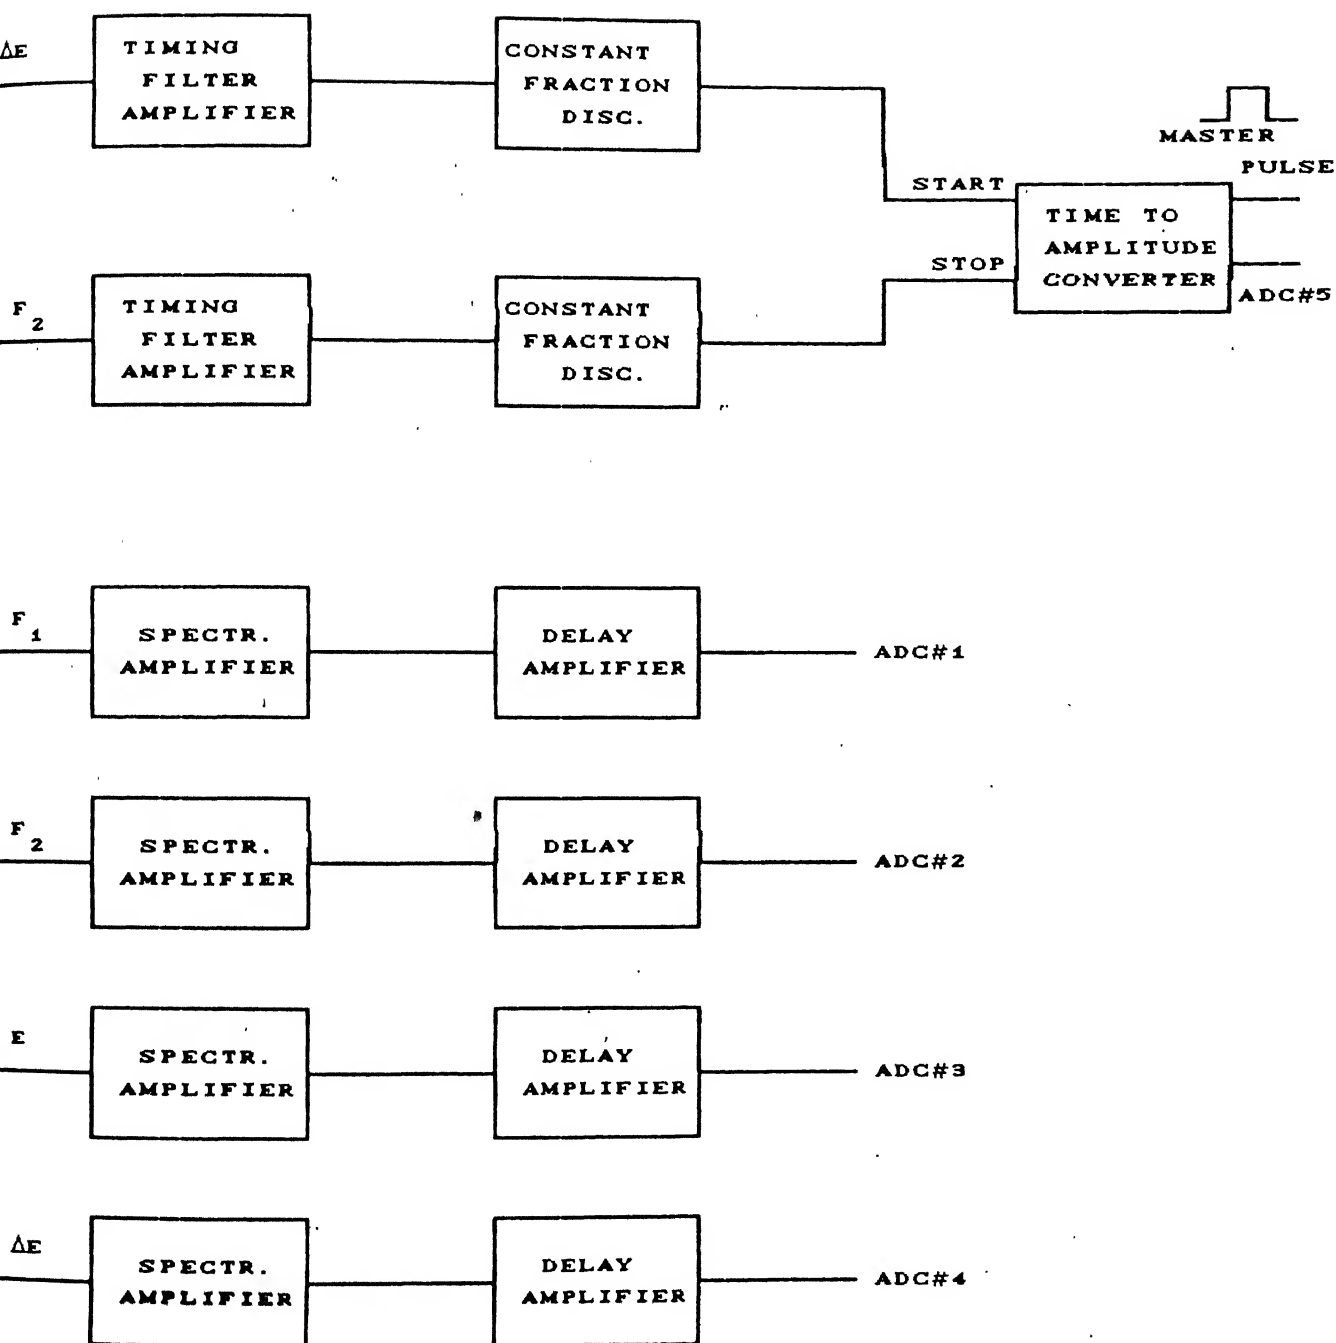 ΔE
TIMING
FILTER
AMPLIFIER
CONSTANT
FRACTION
DISC.
MASTER
PULSE
START
STOP
TIME TO
AMPLITUDE
CONVERTER
ADC#5
F2
TIMING
FILTER
AMPLIFIER
CONSTANT
FRACTION
DISC.
F1
SPECTR.
AMPLIFIER
DELAY
AMPLIFIER
ADC#1
F2
SPECTR.
AMPLIFIER
DELAY
AMPLIFIER
ADC#2
E
SPECTR.
AMPLIFIER
DELAY
AMPLIFIER
ADC#3
ΔE
SPECTR.
AMPLIFIER
DELAY
AMPLIFIER
ADC#4